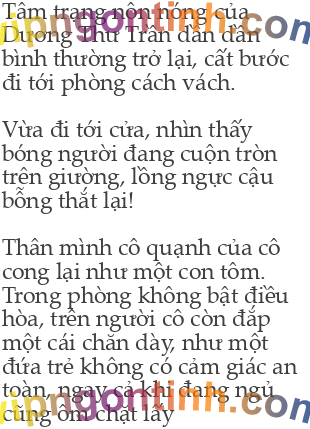 Tâm trạng nôn nóng của
Dương Thư Trân dần dần
bình thường trở lại, cất bước
đi tới phòng cách vách.
Vừa đi tới cửa, nhìn thấy
bóng người đang cuộn tròn
trên giường, lồng ngực cậu
bỗng thắt lại!
Thân mình cô quạnh của cô
cong lại như một con tôm.
Trong phòng không bật điều
hòa, trên người cô còn đắp
một cái chăn dày, như một
đứa trẻ không có cảm giác an
toàn, ngay cả khi đang ngủ
cũng ôm chặt lấy
vipngontinh.com
vipngontinh.com